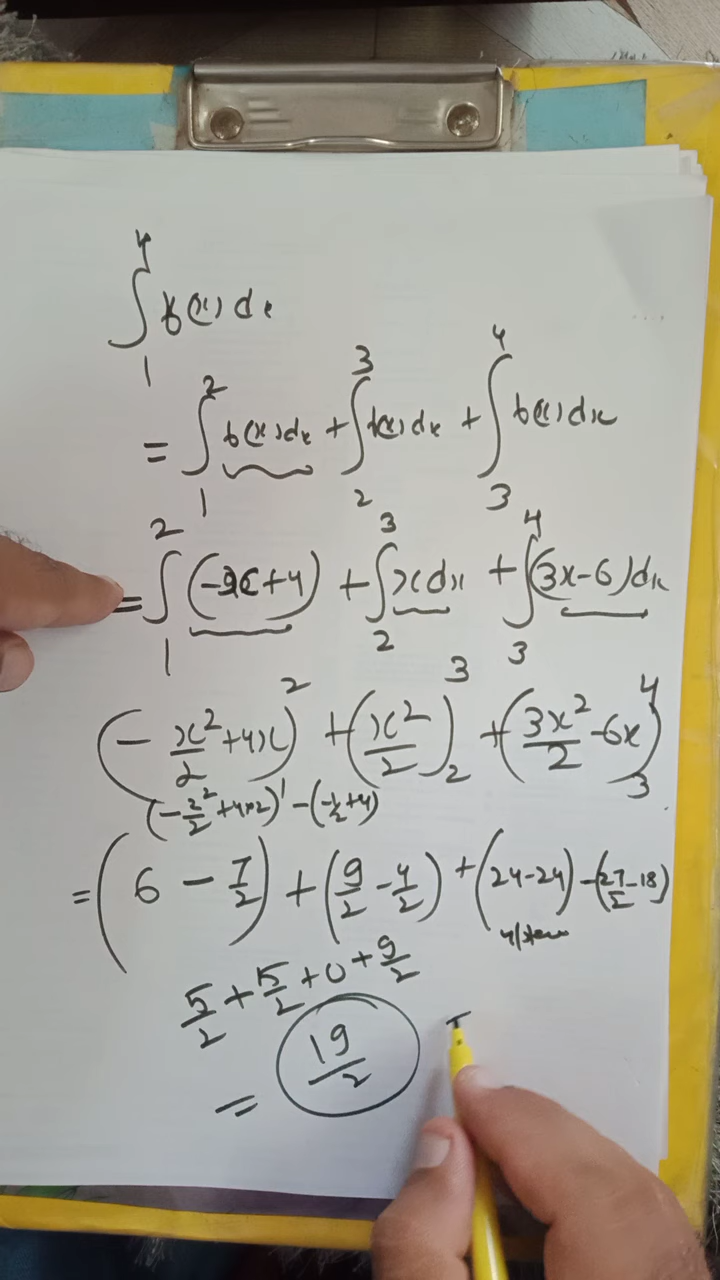 ∫₁⁴ f(x) dx
= ∫₁² f(x)dx + ∫₂³ f(x)dx + ∫₃⁴ f(x)dx
= ∫₁² (-x+4) + ∫₂³ x dx + ∫₃⁴ (3x-6)dx
(-x²/2 + 4x)₁² + (x²/2)₂³ + (3x²/2 - 6x)₃⁴
(-2²/2 + 4×2) - (-1/2+4)
= (6 - 7/2) + (9/2 - 4/2) + (24-24) - (27/2 - 18)
5/2 + 5/2 + 0 + 9/2
= 19/2